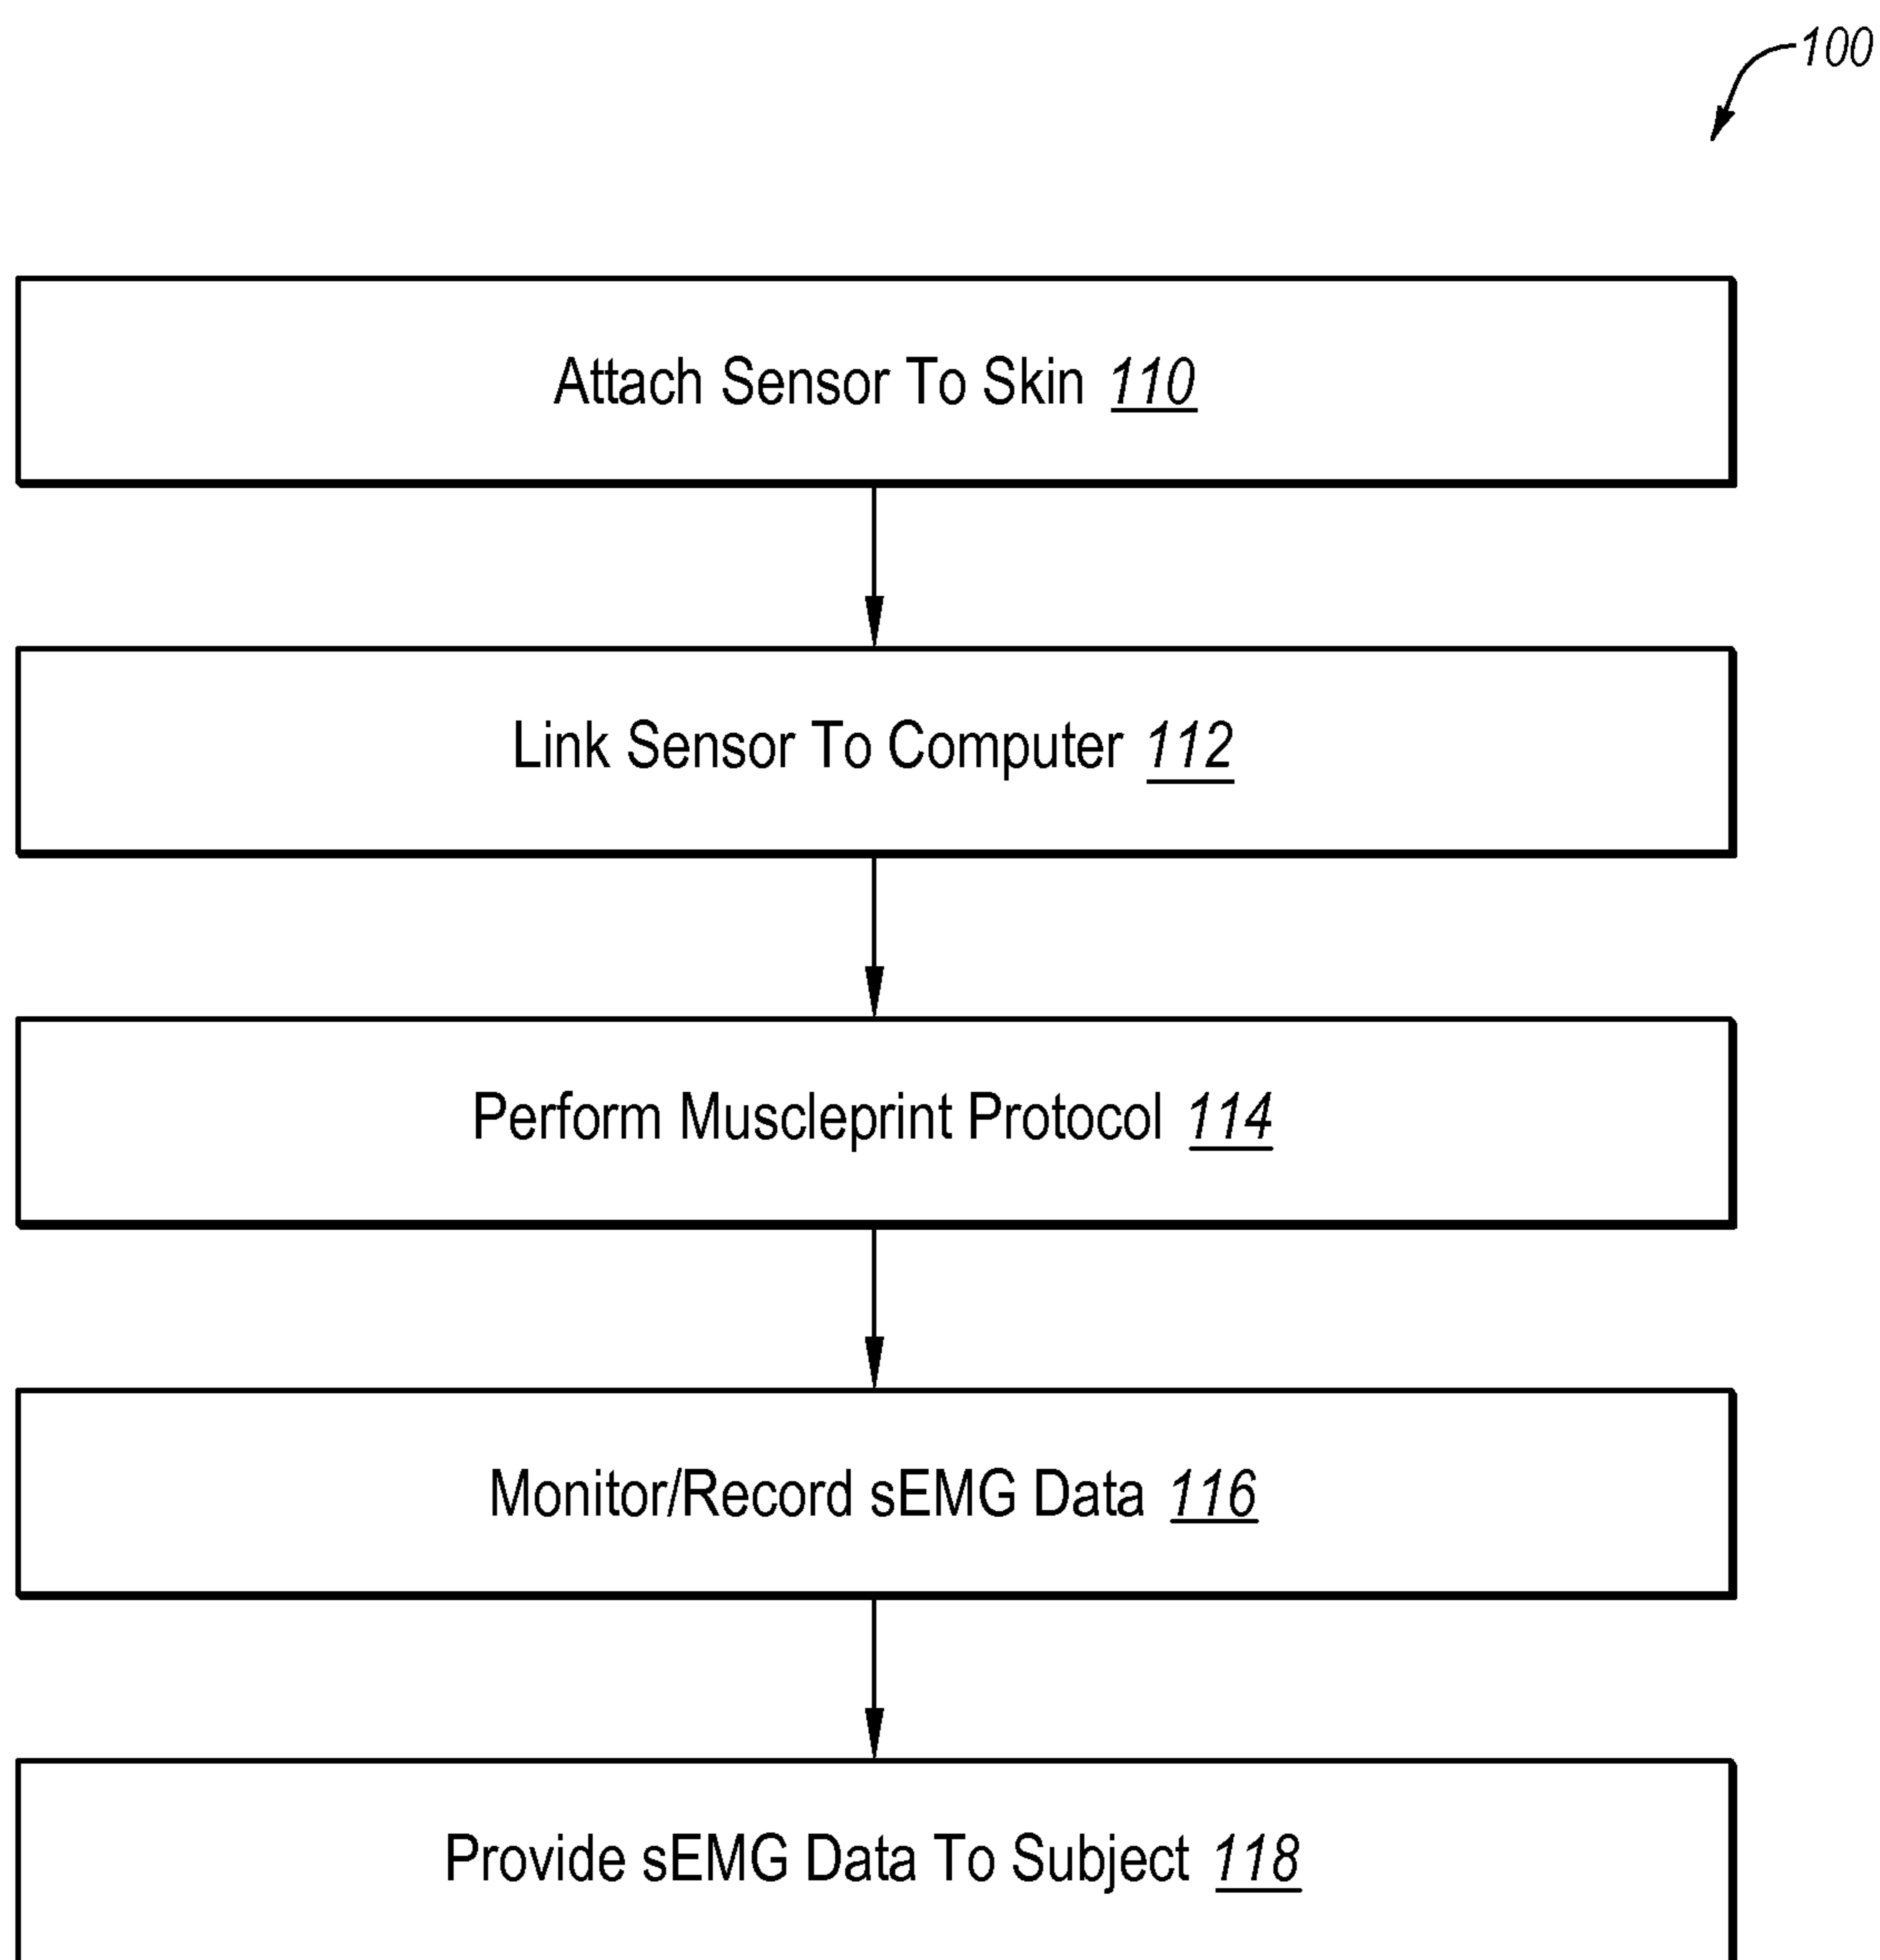 100
Attach Sensor To Skin 110
Link Sensor To Computer 112
Perform Muscleprint Protocol 114
Monitor/Record sEMG Data 116
Provide sEMG Data To Subject 118